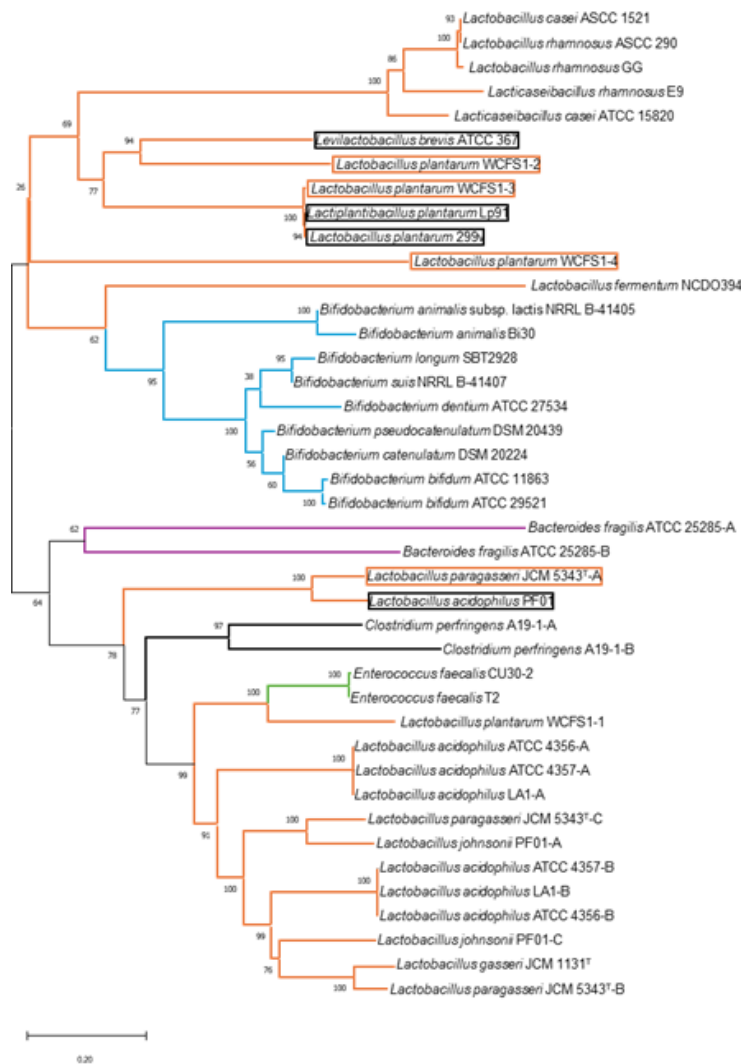 93
Lactobacillus casei ASCC 1521
100
Lactobacillus rhamnosus ASCC 290
86
Lactobacillus rhamnosus GG
100
Lacticaseibacillus rhamnosus E9
Lacticaseibacillus casei ATCC 15820
69
94
Levilactobacillus brevis ATCC 367
Lactobacillus plantarum WCFS1-2
77
Lactobacillus plantarum WCFS1-3
26
100
Lactiplantibacillus plantarum Lp91
94
Lactobacillus plantarum 299v
Lactobacillus plantarum WCFS1-4
Lactobacillus fermentum NCDO394
100
Bifidobacterium animalis subsp. lactis NRRL B-41405
62
Bifidobacterium animalis Bi30
95
Bifidobacterium longum SBT2928
95
38
Bifidobacterium suis NRRL B-41407
Bifidobacterium dentium ATCC 27534
100
Bifidobacterium pseudocatenulatum DSM 20439
56
Bifidobacterium catenulatum DSM 20224
60
Bifidobacterium bifidum ATCC 11863
100
Bifidobacterium bifidum ATCC 29521
62
Bacteroides fragilis ATCC 25285-A
Bacteroides fragilis ATCC 25285-B
64
100
Lactobacillus paragasseri JCM 5343ᵀ-A
Lactobacillus acidophilus PF01
78
97
Clostridium perfringens A19-1-A
Clostridium perfringens A19-1-B
77
100
Enterococcus faecalis CU30-2
100
Enterococcus faecalis T2
Lactobacillus plantarum WCFS1-1
99
Lactobacillus acidophilus ATCC 4356-A
100
Lactobacillus acidophilus ATCC 4357-A
Lactobacillus acidophilus LA1-A
91
100
Lactobacillus paragasseri JCM 5343ᵀ-C
Lactobacillus johnsonii PF01-A
100
Lactobacillus acidophilus ATCC 4357-B
100
Lactobacillus acidophilus LA1-B
Lactobacillus acidophilus ATCC 4356-B
99
Lactobacillus johnsonii PF01-C
76
Lactobacillus gasseri JCM 1131ᵀ
100
Lactobacillus paragasseri JCM 5343ᵀ-B
0.20